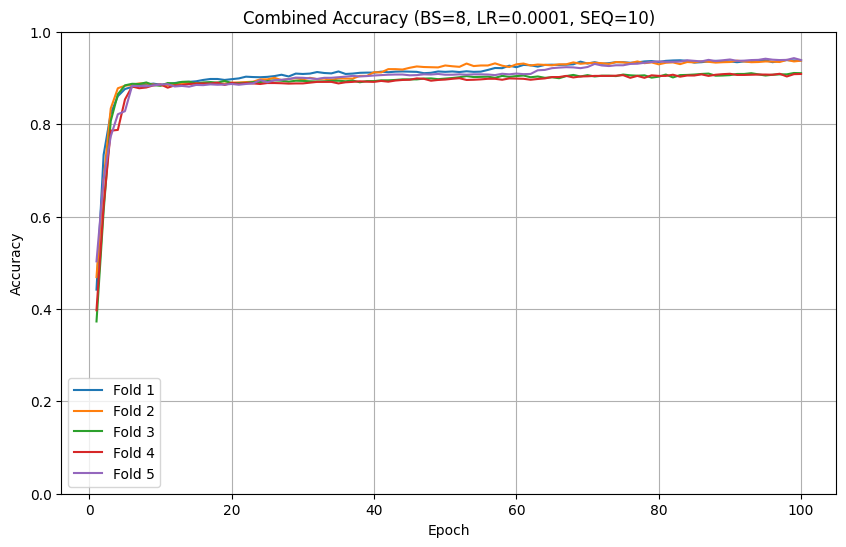 Combined Accuracy (BS=8, LR=0.0001, SEQ=10)
1.0
0.8
0.6
0.4
0.2
0.0
Accuracy
Fold 1
Fold 2
Fold 3
Fold 4
Fold 5
0 20 40 60 80 100
Epoch